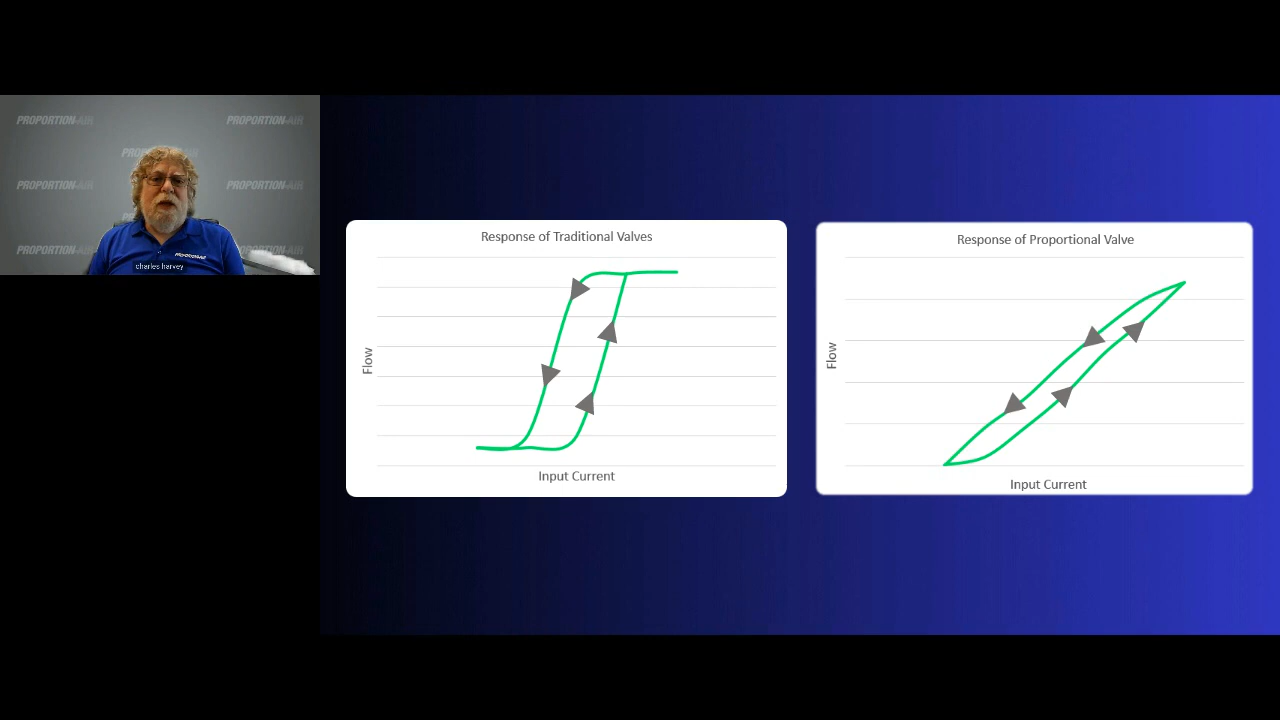 PROPORTION-AIR PROPORTION-AIR
PROPORTION-AIR PROPORTION-AIR
PROPORTION-AIR
PROPORTION-AIR
charles harvey
Response of Traditional Valves
Flow
Input Current
Response of Proportional Valve
Flow
Input Current